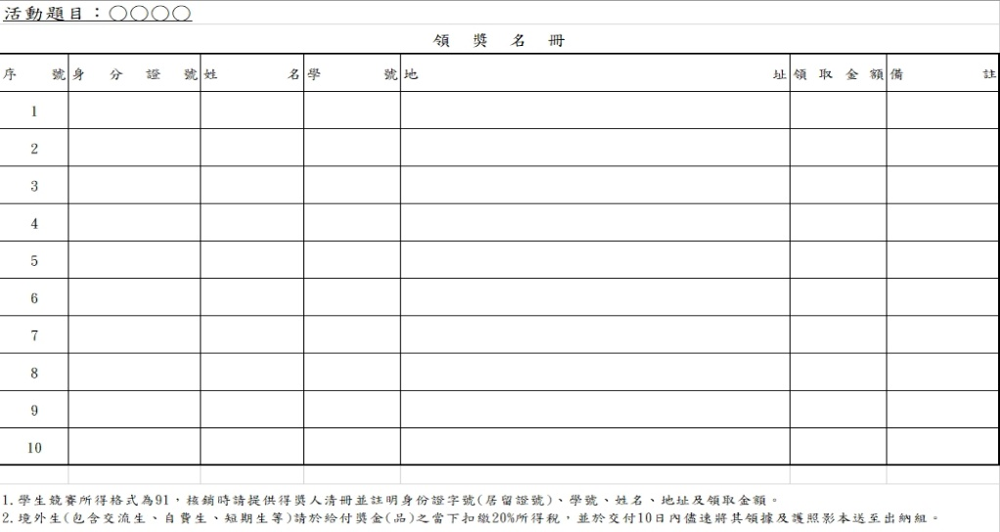 活動題目：○○○○
領獎名冊
序號 身分證號 姓名 學號 地址 領取金額 備註
1
2
3
4
5
6
7
8
9
10
1.學生競賽所得格式為91，核銷時請提供得獎人清冊並註明身份證字號(居留證號)、學號、姓名、地址及領取金額。
2.境外生(包含交流生、自費生、短期生等)請於給付獎金(品)之當下扣繳20%所得稅，並於交付10日內儘速將其領據及護照影本送至出納組。